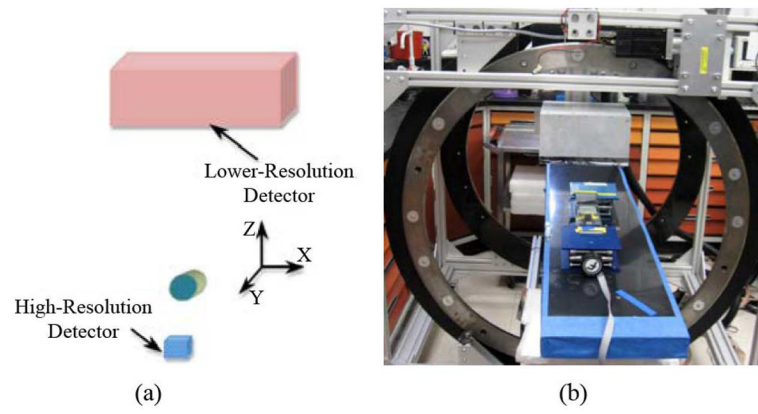 Lower-Resolution
Detector
Z
X
Y
High-Resolution
Detector
(a)
(b)